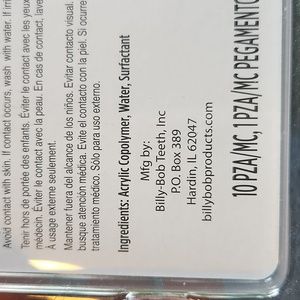 Avoid contact with skin. If contact occurs, wash with water. If irri
Tenir hors de portée des enfants. Évitez le contact avec les yeux
médecin. Éviter le contact avec la peau. En cas de contact, lave
A usage externe seulement.
Mantener fuera del alcance de los niños. Evitar contacto visual.
busque atención médica. Evite el contacto con la piel. Si ocurre
tratamiento médico. Sólo para uso externo.
Ingredients: Arcylic Copolymer, Water, Surfactant
Mfg by:
Billy-Bob Teeth, Inc
P.O. Box 389
Hardin, IL 62047
billybobproducts.com
10 PZA/MC, 1 PZA/MC PEGAMENTO